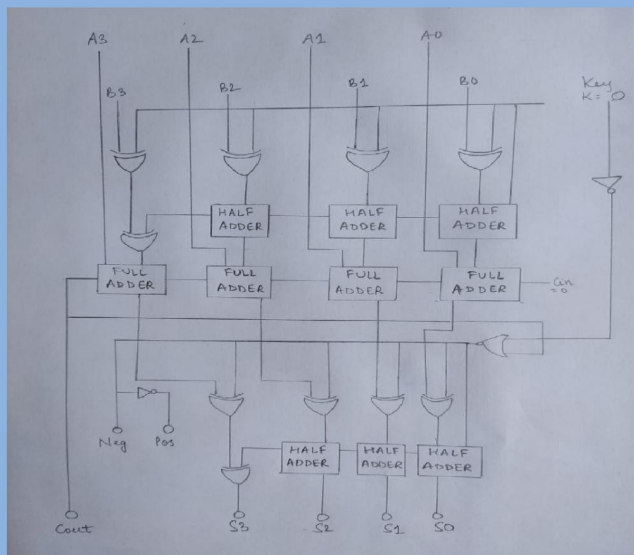 A3 A2 A1 A0
B3 B2 B1 B0
Key
K= 0
HALF
ADDER
HALF
ADDER
HALF
ADDER
FULL
ADDER
FULL
ADDER
FULL
ADDER
FULL
ADDER
Cin
=0
Neg Pos
HALF
ADDER
HALF
ADDER
HALF
ADDER
Cout S3 S2 S1 S0